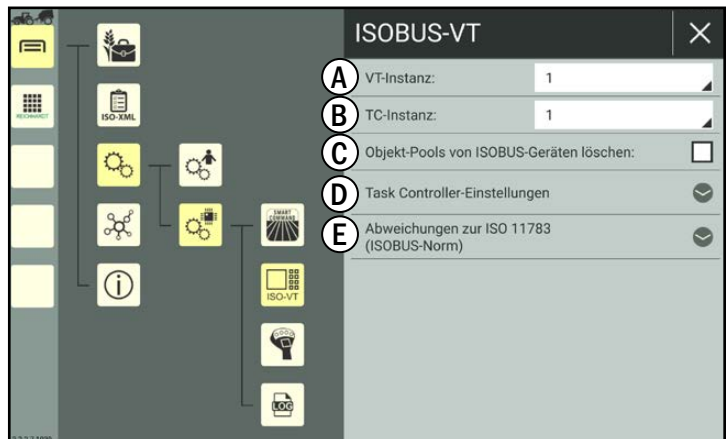 ISOBUS-VT
A VT-Instanz: 1
B TC-Instanz: 1
C Objekt-Pools von ISOBUS-Geräten löschen:
D Task Controller-Einstellungen
E Abweichungen zur ISO 11783
(ISOBUS-Norm)
REICHHARDT
ISO-XML
SMART
COMMAND
ISO-VT
LOG